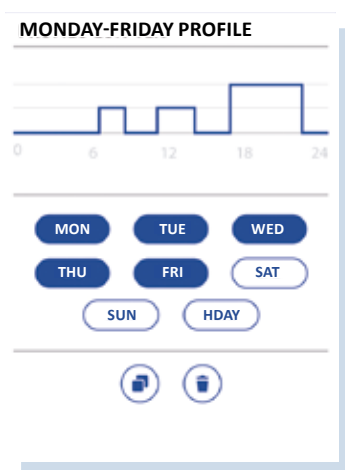 MONDAY-FRIDAY PROFILE
0 6 12 18 24
MON TUE WED
THU FRI SAT
SUN HDAY